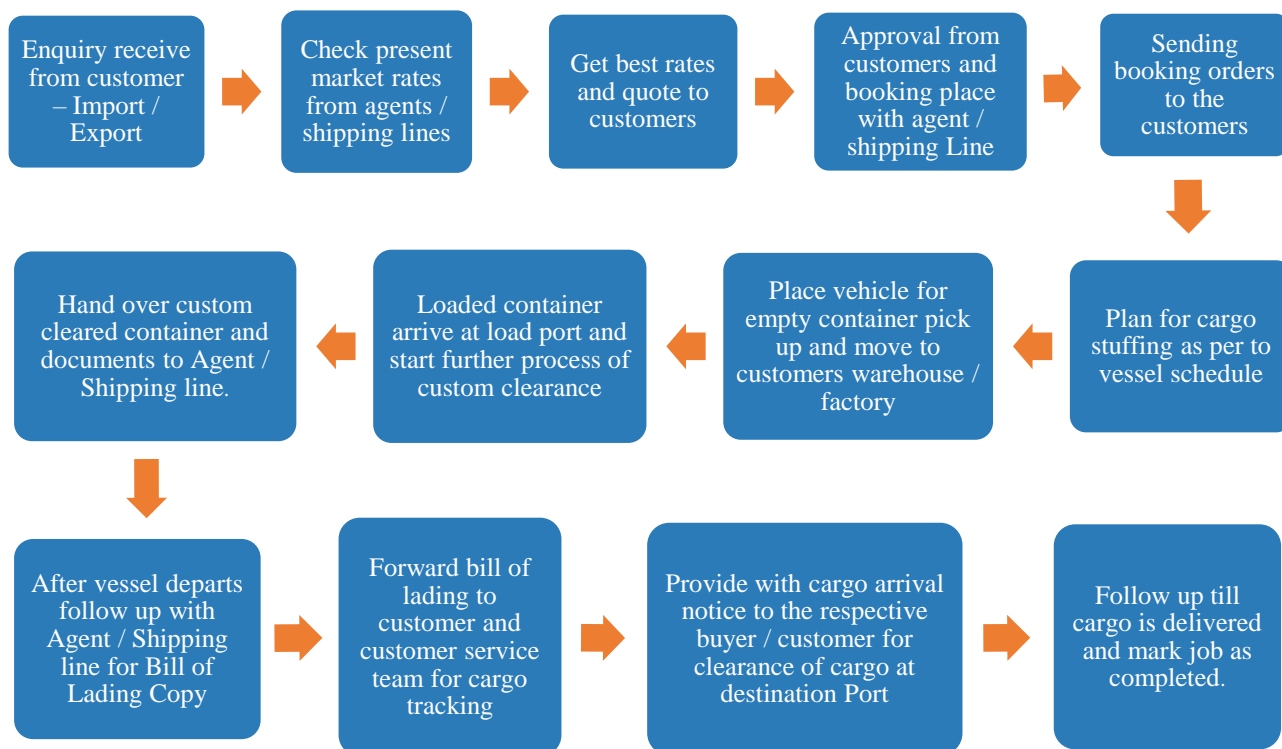 Enquiry receive
from customer
– Import /
Export
Check present
market rates
from agents /
shipping lines
Get best rates
and quote to
customers
Approval from
customers and
booking place
with agent /
shipping Line
Sending
booking orders
to the
customers
Plan for cargo
stuffing as per to
vessel schedule
Place vehicle for
empty container pick
up and move to
customers warehouse /
factory
Loaded container
arrive at load port and
start further process of
custom clearance
Hand over custom
cleared container and
documents to Agent /
Shipping line.
After vessel departs
follow up with
Agent / Shipping
line for Bill of
Lading Copy
Forward bill of
lading to
customer and
customer service
team for cargo
tracking
Provide with cargo arrival
notice to the respective
buyer / customer for
clearance of cargo at
destination Port
Follow up till
cargo is delivered
and mark job as
completed.